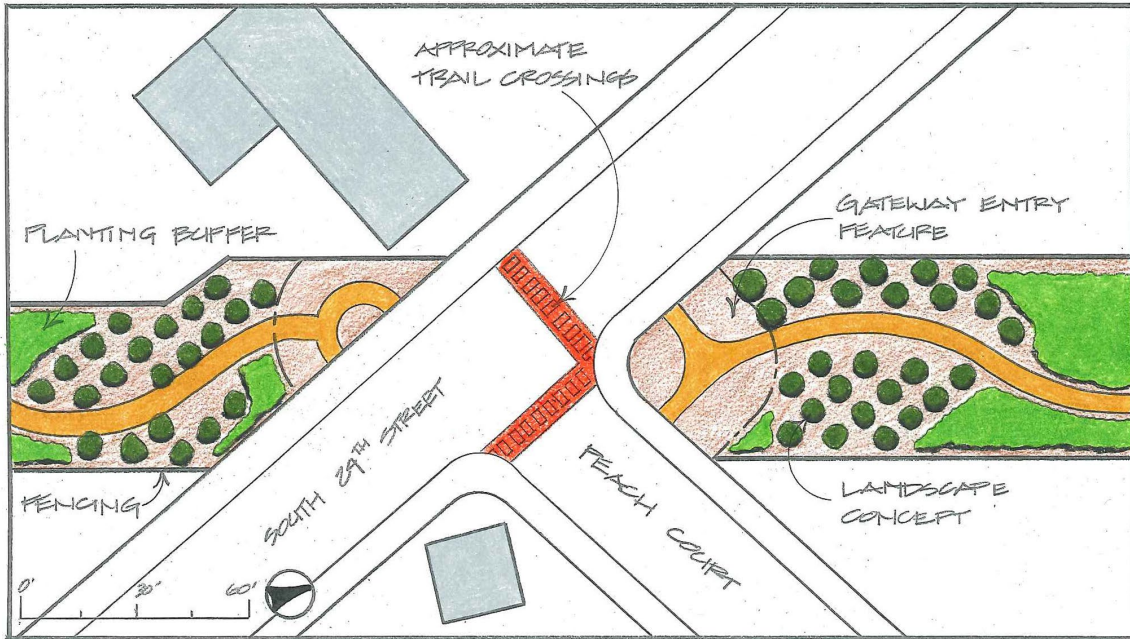 APPROXIMATE
TRAIL CROSSINGS
GATEWAY ENTRY
FEATURE
PLANTING BUFFER
SOUTH 29TH STREET
PEACH COURT
FENCING
LANDSCAPE
CONCEPT
0' 30' 60'